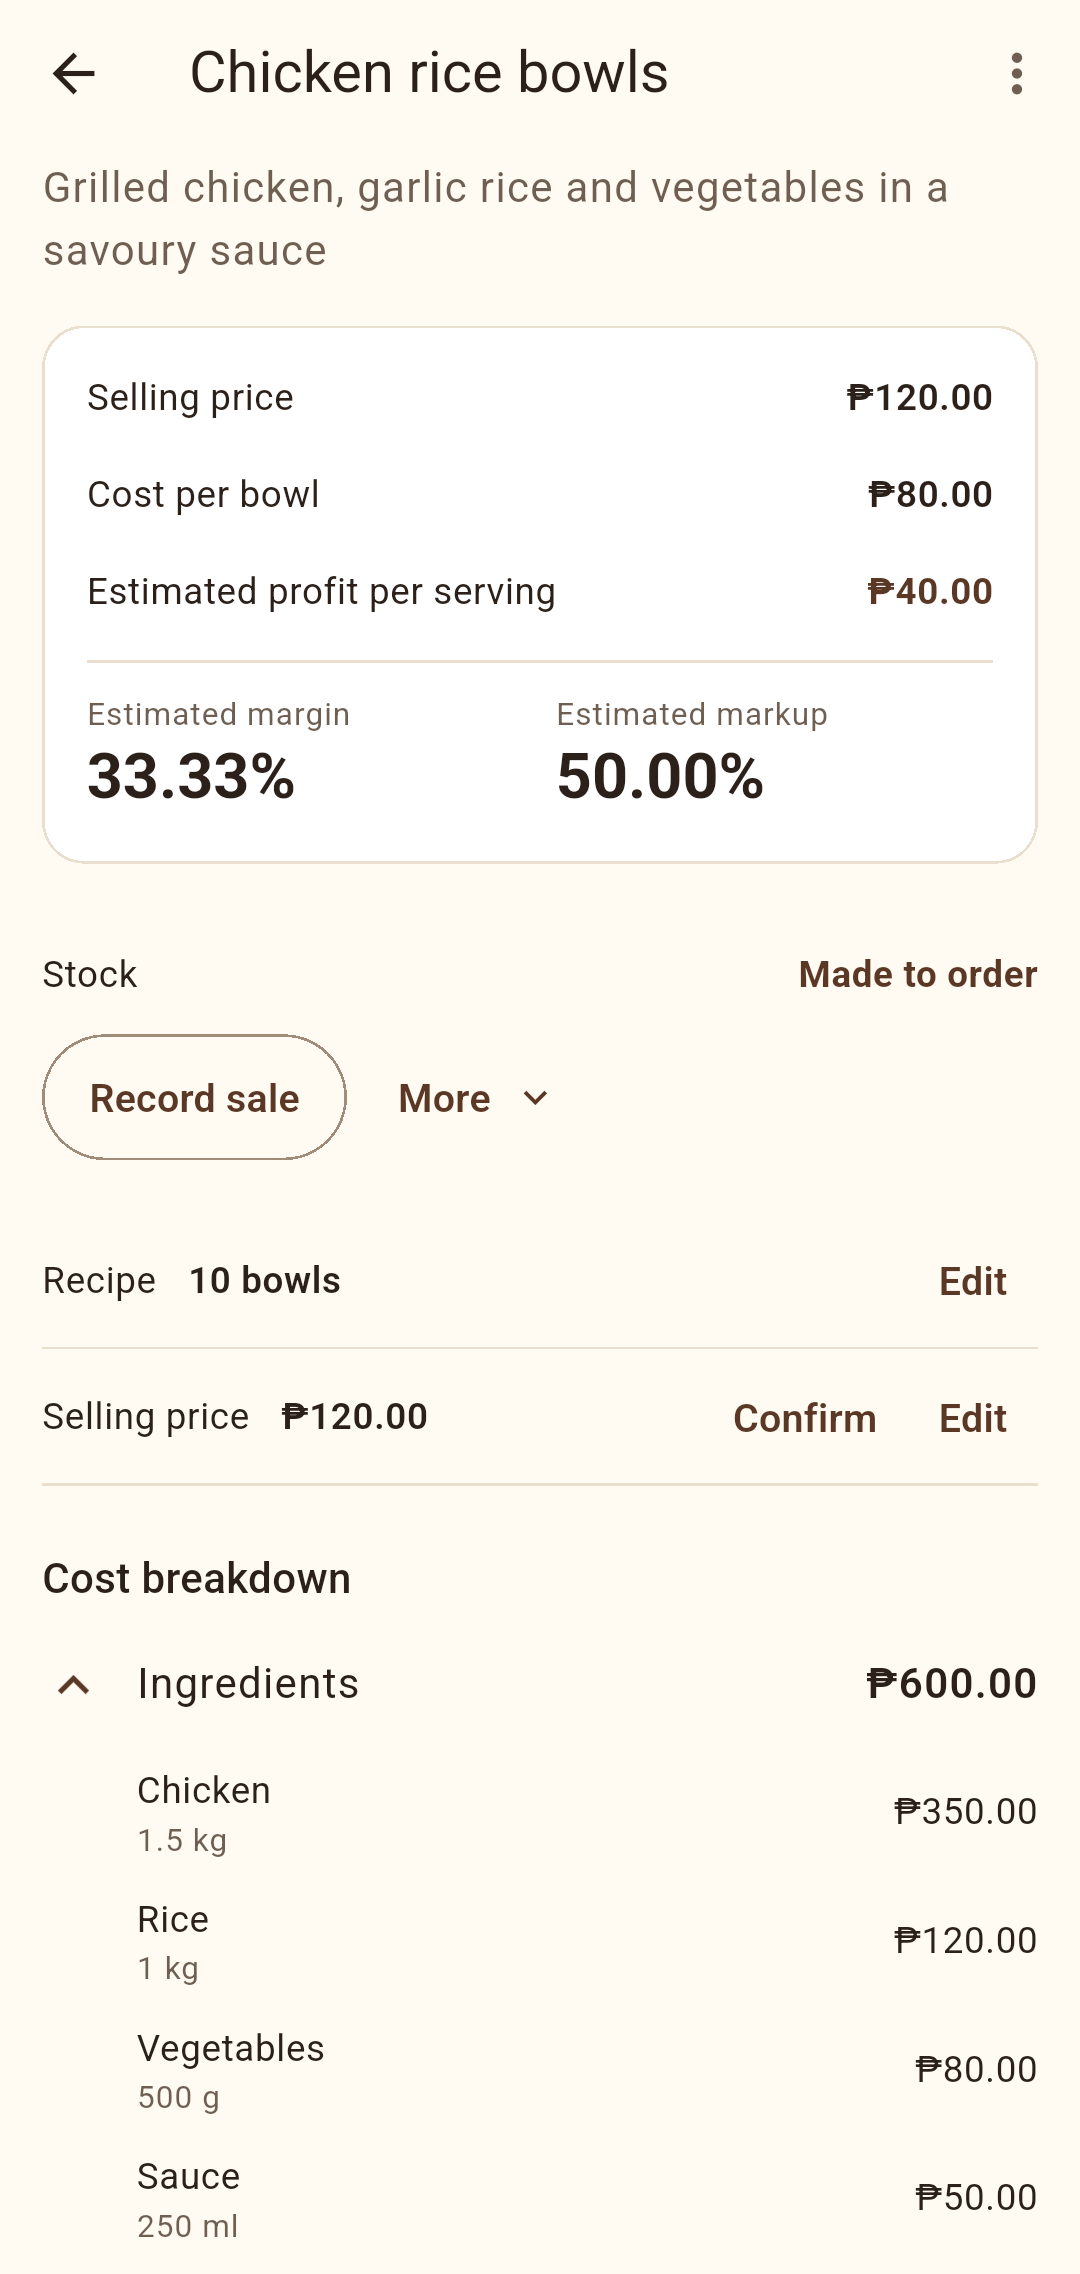 Chicken rice bowls
Grilled chicken, garlic rice and vegetables in a
savoury sauce
Selling price ₱120.00
Cost per bowl ₱80.00
Estimated profit per serving ₱40.00
Estimated margin Estimated markup
33.33% 50.00%
Stock Made to order
Record sale More
Recipe 10 bowls Edit
Selling price ₱120.00 Confirm Edit
Cost breakdown
Ingredients ₱600.00
Chicken ₱350.00
1.5 kg
Rice ₱120.00
1 kg
Vegetables ₱80.00
500 g
Sauce ₱50.00
250 ml